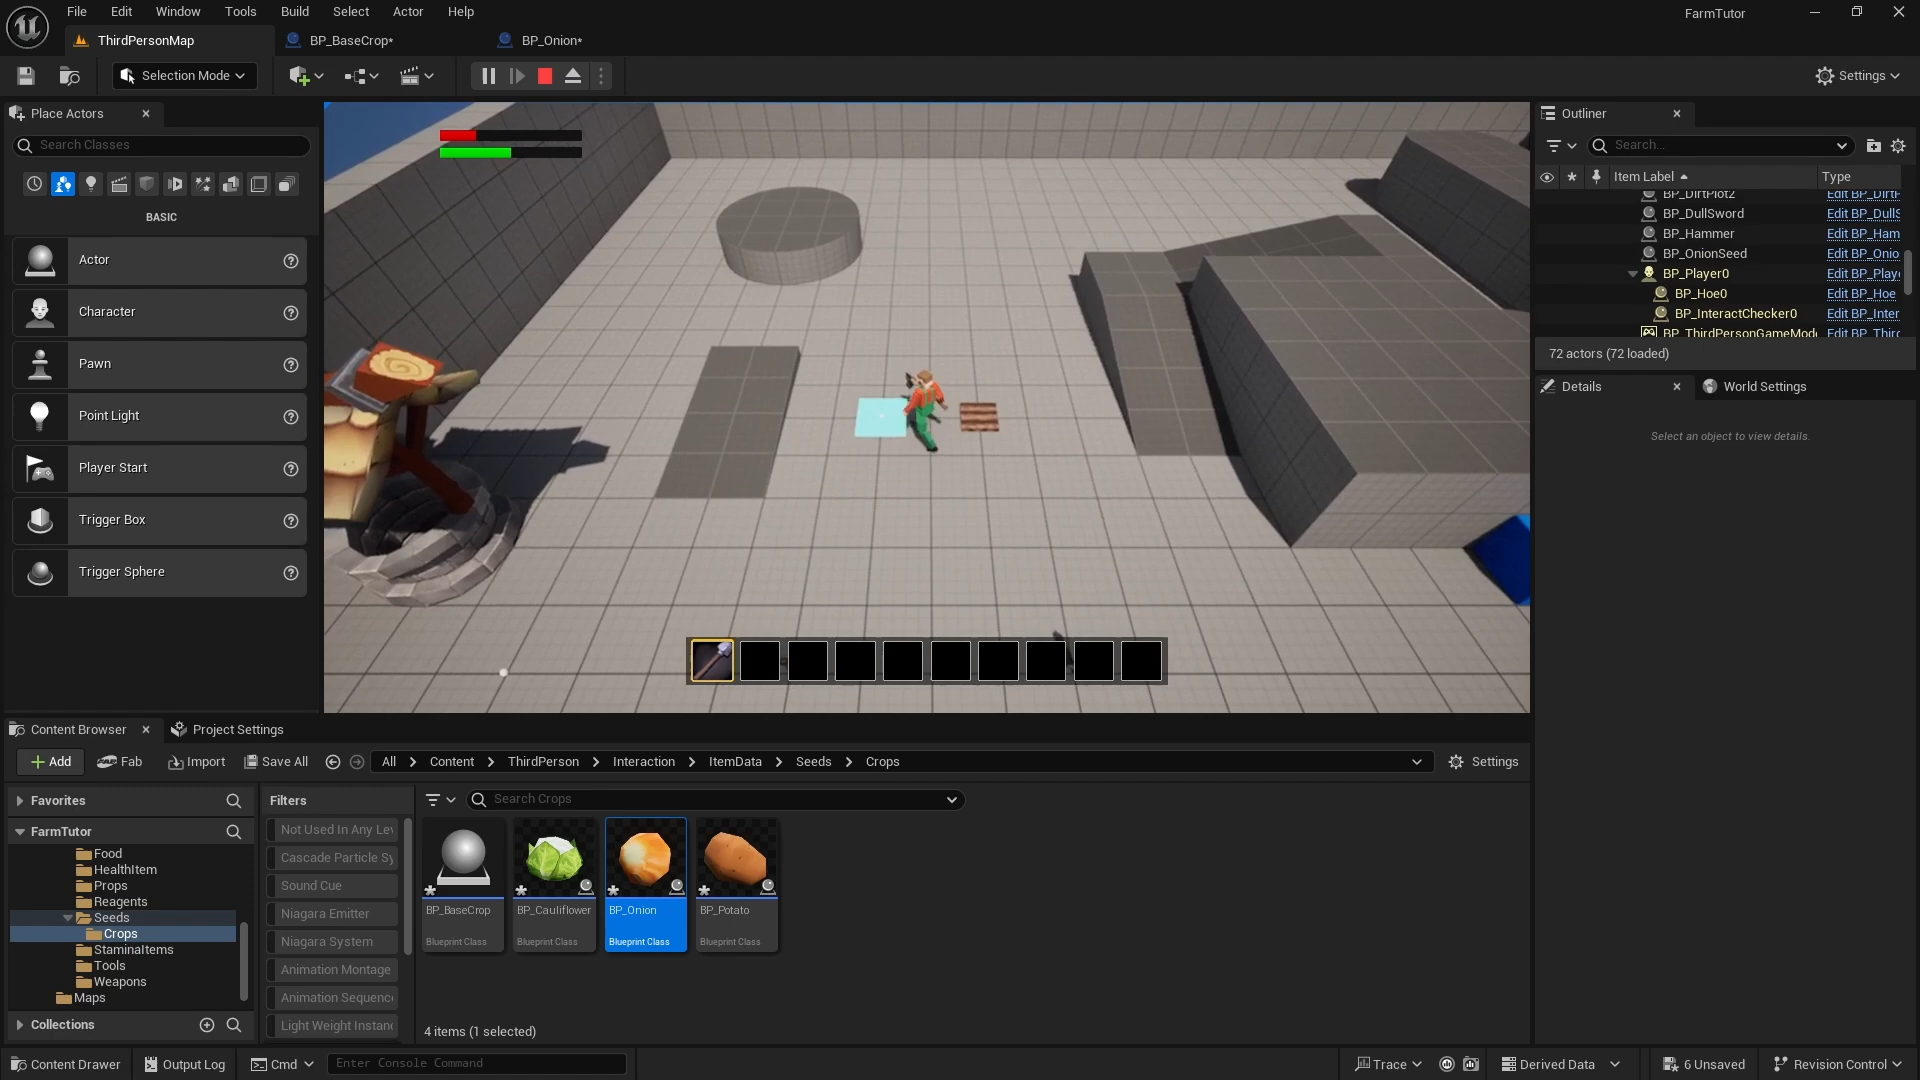 File Edit Window Tools Build Select Actor Help
FarmTutor
ThirdPersonMap
BP_BaseCrop*
BP_Onion*
Selection Mode
Settings
Place Actors
Search Classes
BASIC
Actor
Character
Pawn
Point Light
Player Start
Trigger Box
Trigger Sphere
Outliner
Search...
Item Label
Type
BP_DirtPlot2 Edit BP_DirtP
BP_DullSword Edit BP_DullS
BP_Hammer Edit BP_Ham
BP_OnionSeed Edit BP_Onio
BP_Player0 Edit BP_Playe
BP_Hoe0 Edit BP_Hoe
BP_InteractChecker0 Edit BP_Inter
BP_ThirdPersonGameMode Edit BP_Third
72 actors (72 loaded)
Details
World Settings
Select an object to view details.
Content Browser
Project Settings
Add
Fab
Import
Save All
All > Content > ThirdPerson > Interaction > ItemData > Seeds > Crops
Settings
Favorites
FarmTutor
Food
HealthItem
Props
Reagents
Seeds
Crops
StaminaItems
Tools
Weapons
Maps
Collections
Filters
Not Used In Any Lev
Cascade Particle Sy
Sound Cue
Niagara Emitter
Niagara System
Animation Montage
Animation Sequence
Light Weight Instanc
Search Crops
BP_BaseCrop
Blueprint Class
BP_Cauliflower
Blueprint Class
BP_Onion
Blueprint Class
BP_Potato
Blueprint Class
4 items (1 selected)
Content Drawer
Output Log
Cmd
Enter Console Command
Trace
Derived Data
6 Unsaved
Revision Control